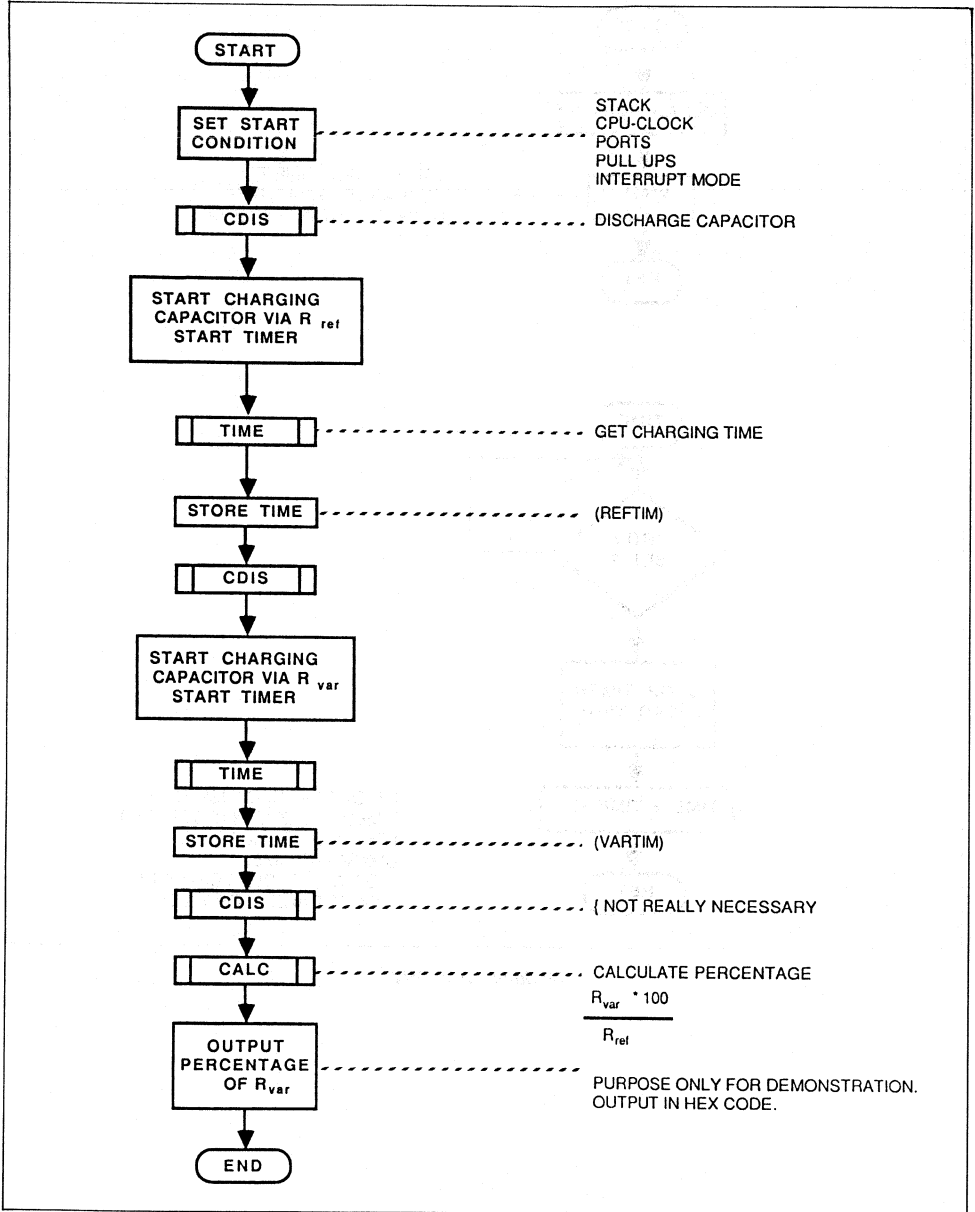 START
SET START
CONDITION
STACK
CPU-CLOCK
PORTS
PULL UPS
INTERRUPT MODE
CDIS
DISCHARGE CAPACITOR
START CHARGING
CAPACITOR VIA R ref
START TIMER
TIME
GET CHARGING TIME
STORE TIME
(REFTIM)
CDIS
START CHARGING
CAPACITOR VIA R var
START TIMER
TIME
STORE TIME
(VARTIM)
CDIS
{ NOT REALLY NECESSARY
CALC
CALCULATE PERCENTAGE
Rvar * 100
Rref
OUTPUT
PERCENTAGE
OF Rvar
PURPOSE ONLY FOR DEMONSTRATION.
OUTPUT IN HEX CODE.
END